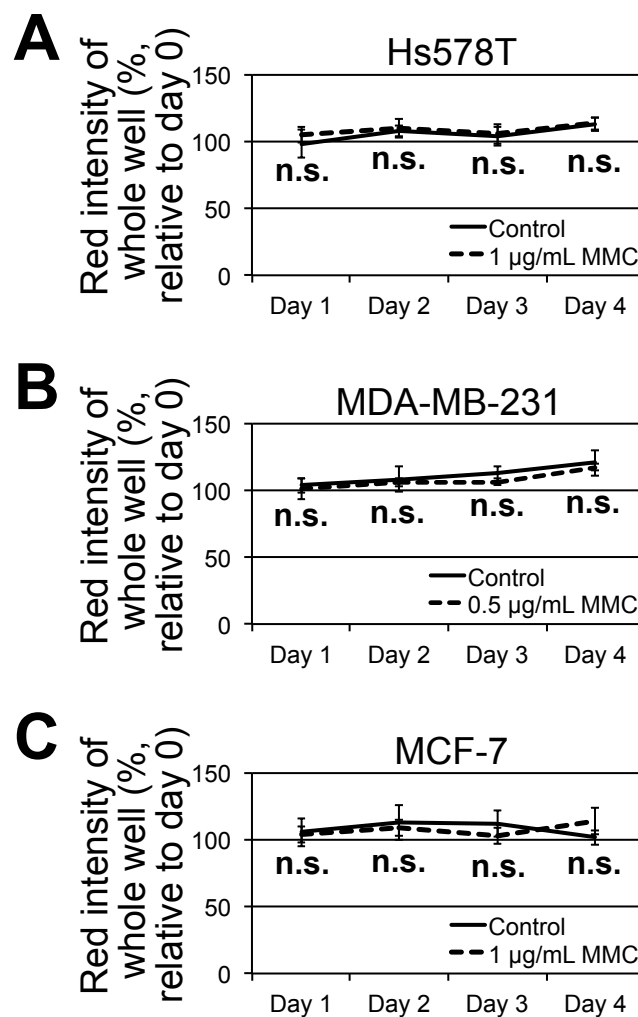 A
Hs578T
Red intensity of
whole well (%,
relative to day 0)
150
100
50
0
n.s.
n.s.
n.s.
n.s.
Control
1 µg/mL MMC
Day 1
Day 2
Day 3
Day 4
B
MDA-MB-231
Red intensity of
whole well (%,
relative to day 0)
150
100
50
0
n.s.
n.s.
n.s.
n.s.
Control
0.5 µg/mL MMC
Day 1
Day 2
Day 3
Day 4
C
MCF-7
Red intensity of
whole well (%,
relative to day 0)
150
100
50
0
n.s.
n.s.
n.s.
n.s.
Control
1 µg/mL MMC
Day 1
Day 2
Day 3
Day 4